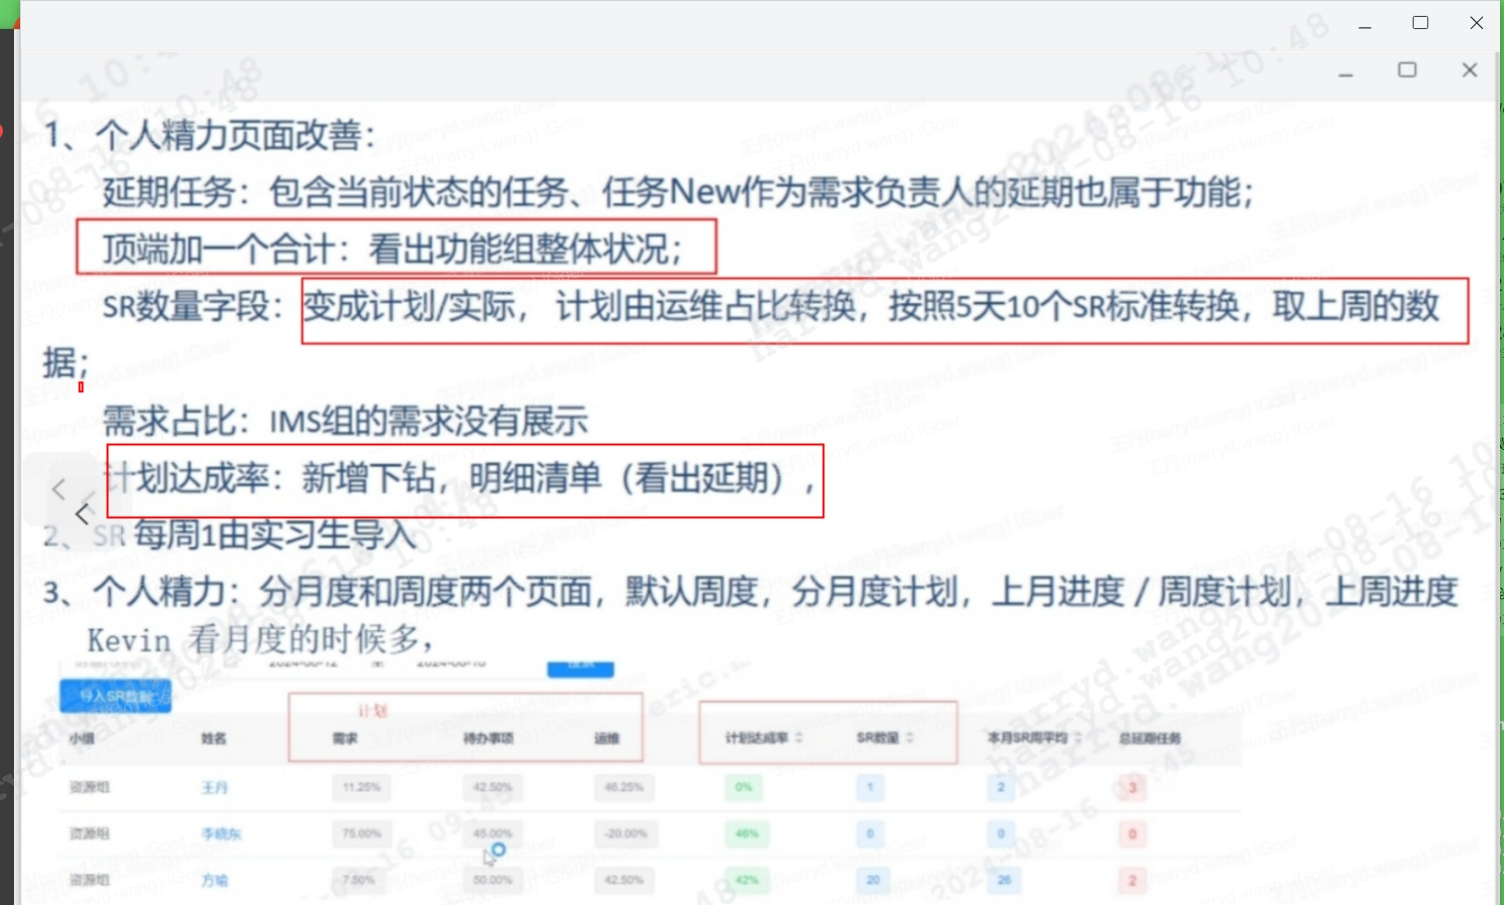 1、个人精力页面改善：
延期任务：包含当前状态的任务、任务New作为需求负责人的延期也属于功能；
顶端加一个合计：看出功能组整体状况；
SR数量字段：变成计划/实际，计划由运维占比转换，按照5天10个SR标准转换，取上周的数
据；
需求占比：IMS组的需求没有展示
计划达成率：新增下钻，明细清单（看出延期），
2、SR 每周1由实习生导入
3、个人精力：分月度和周度两个页面，默认周度，分月度计划，上月进度 / 周度计划，上周进度
Kevin 看月度的时候多，
导入SR数据
计划
小组 姓名 需求 待办事项 运维 计划达成率 SR数量 本月SR周平均 总延期任务
资源组 王丹 11.25% 42.50% 46.25% 0% 1 2 3
资源组 李晓东 75.00% 45.00% -20.00% 46% 0 0 0
资源组 方瑜 7.50% 50.00% 42.50% 42% 20 26 2